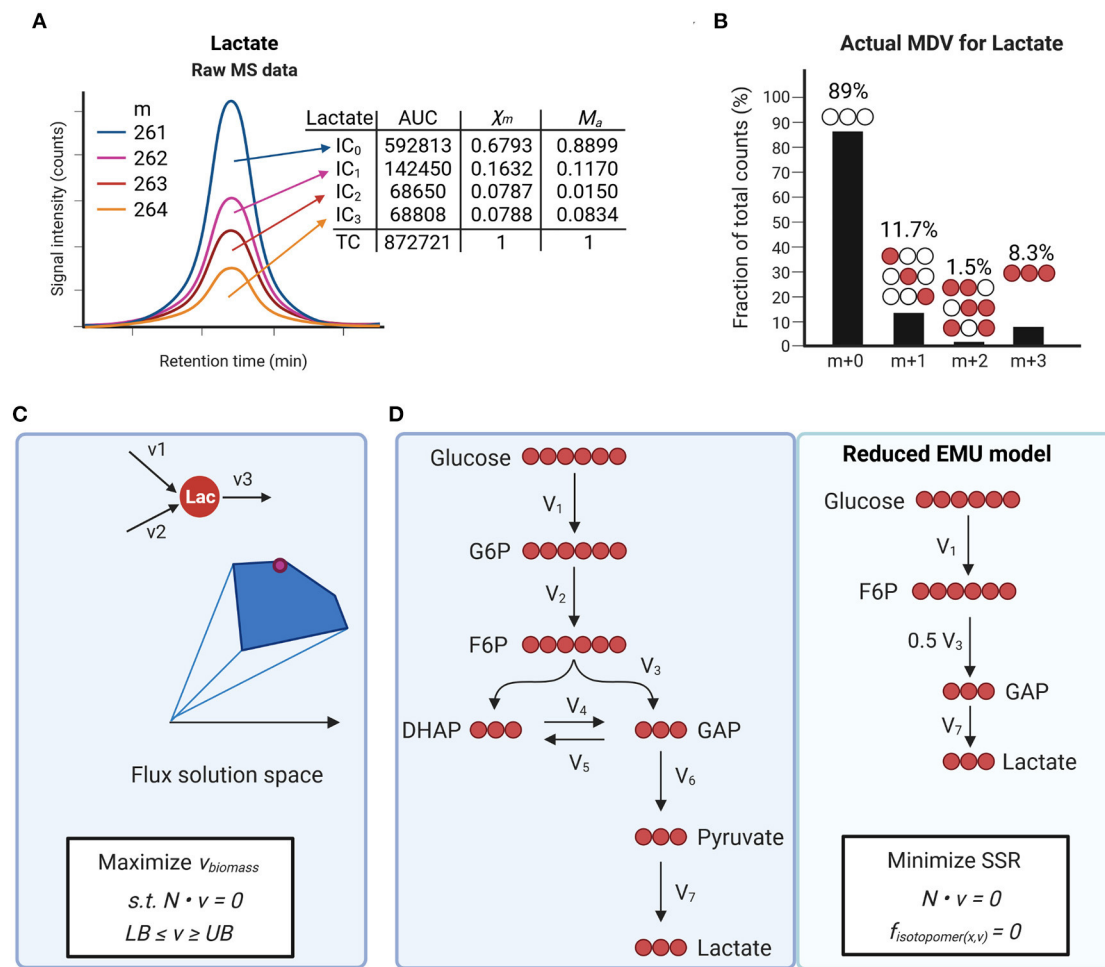 A
Lactate
Raw MS data
Signal intensity (counts)
m
261
262
263
264
Retention time (min)
Lactate AUC χm Ma
IC0 592813 0.6793 0.8899
IC1 142450 0.1632 0.1170
IC2 68650 0.0787 0.0150
IC3 68808 0.0788 0.0834
TC 872721 1 1
B
Actual MDV for Lactate
Fraction of total counts (%)
100
90
80
70
60
50
40
30
20
10
0
89%
11.7%
1.5%
8.3%
m+0 m+1 m+2 m+3
C
v1
v2
Lac
v3
Flux solution space
Maximize vbiomass
s.t. N • v = 0
LB ≤ v ≥ UB
D
Glucose
V1
G6P
V2
F6P
V3
DHAP
V4
V5
GAP
V6
Pyruvate
V7
Lactate
Reduced EMU model
Glucose
V1
F6P
0.5 V3
GAP
V7
Lactate
Minimize SSR
N • v = 0
fisotopomer(x,v) = 0